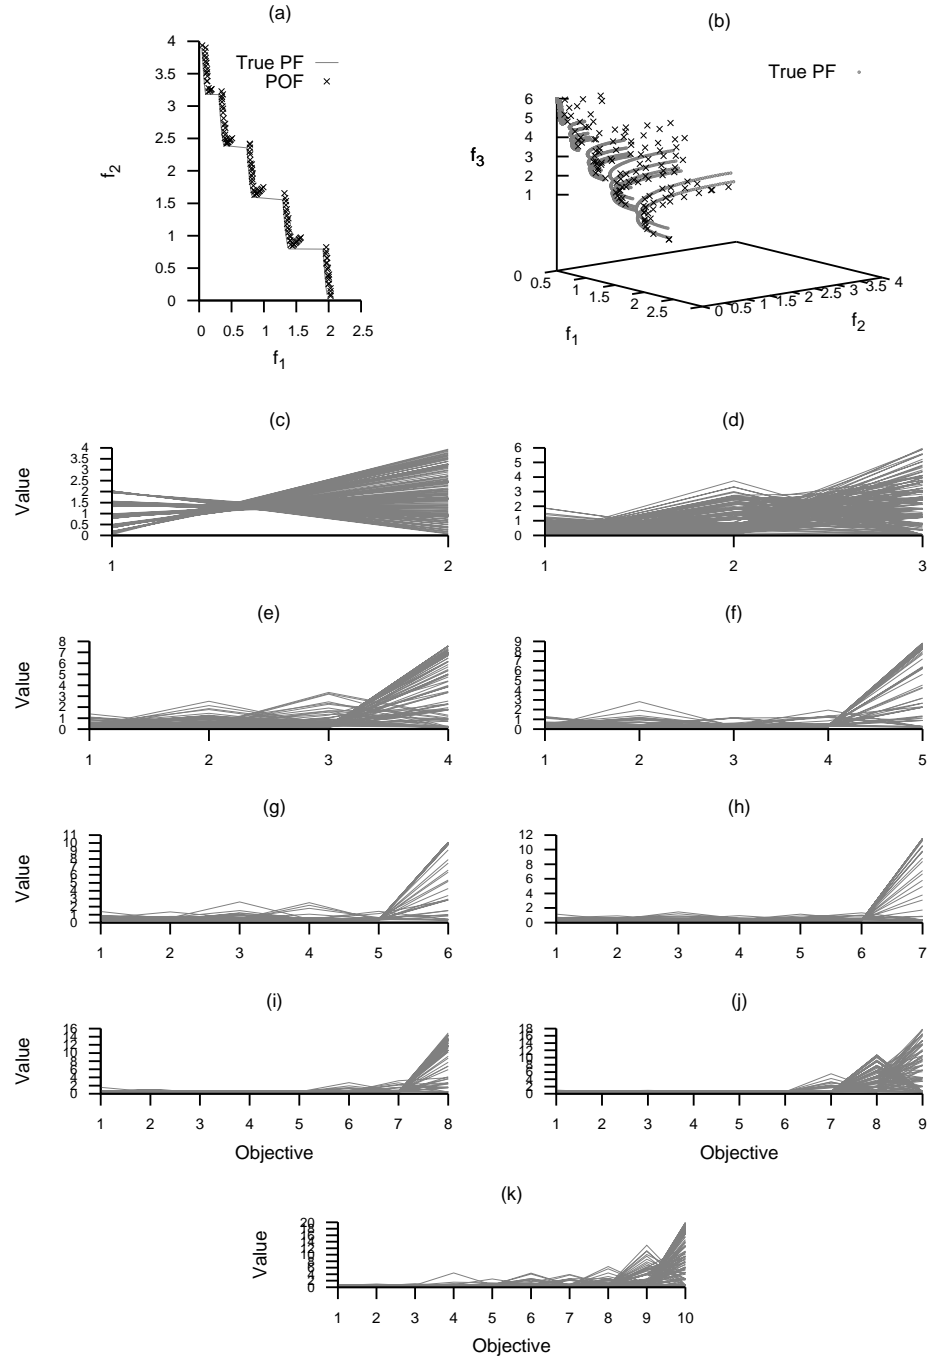 (a)
4
3.5
3
2.5
2
1.5
1
0.5
0
f2
True PF
POF
0 0.5 1 1.5 2 2.5
f1
(b)
True PF
6
5
4
3
2
1
0
f3
0.5 1 1.5 2 2.5
f1
0 0.5 1 1.5 2 2.5 3 3.5 4
f2
(c)
Value
4
3.5
3
2.5
2
1.5
1
0.5
0
1 2
(d)
6
5
4
3
2
1
0
1 2 3
(e)
Value
8
7
6
5
4
3
2
1
0
1 2 3 4
(f)
9
8
7
6
5
4
3
2
1
0
1 2 3 4 5
(g)
Value
11
10
9
8
7
6
5
4
3
2
1
0
1 2 3 4 5 6
(h)
12
10
8
6
4
2
0
1 2 3 4 5 6 7
(i)
Value
16
14
12
10
8
6
4
2
0
1 2 3 4 5 6 7 8
Objective
(j)
18
16
14
12
10
8
6
4
2
0
1 2 3 4 5 6 7 8 9
Objective
(k)
Value
20
18
16
14
12
10
8
6
4
2
0
1 2 3 4 5 6 7 8 9 10
Objective